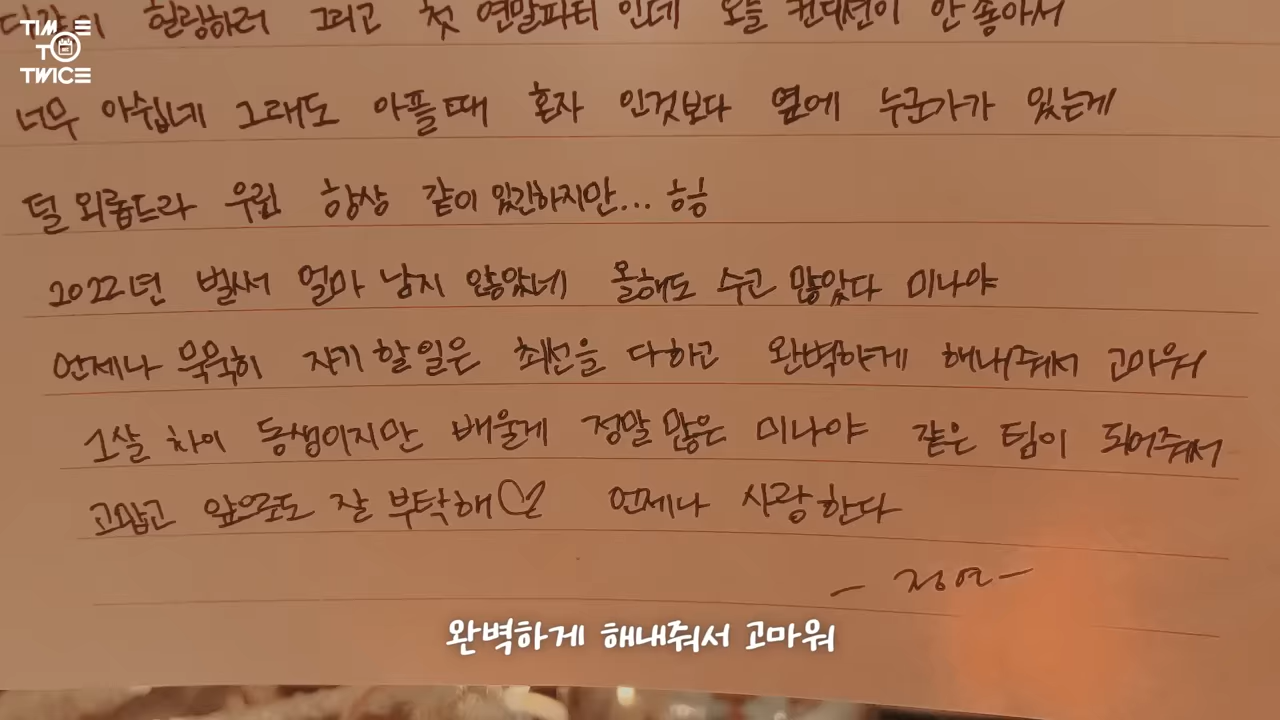 TIME
TO
TWICE
힐링하러 그리고 첫 연말파티 인데 오늘 컨디션이 안 좋아서
너무 아쉽네 그래도 아플때 혼자 인것보다 옆에 누군가가 있는게
덜 외롭드라 우린 항상 같이 있긴하지만... 흐흐
2022년 벌써 얼마 남지 않았네 올해도 수고 많았다 미나야
언제나 묵묵히 자기 할일은 최선을 다하고 완벽하게 해내줘서 고마워
1살 차이 동생이지만 배울게 정말 많은 미나야 같은 팀이 되어줘서
고맙고 앞으로도 잘 부탁해♡ 언제나 사랑한다
- 정연 -
완벽하게 해내줘서 고마워